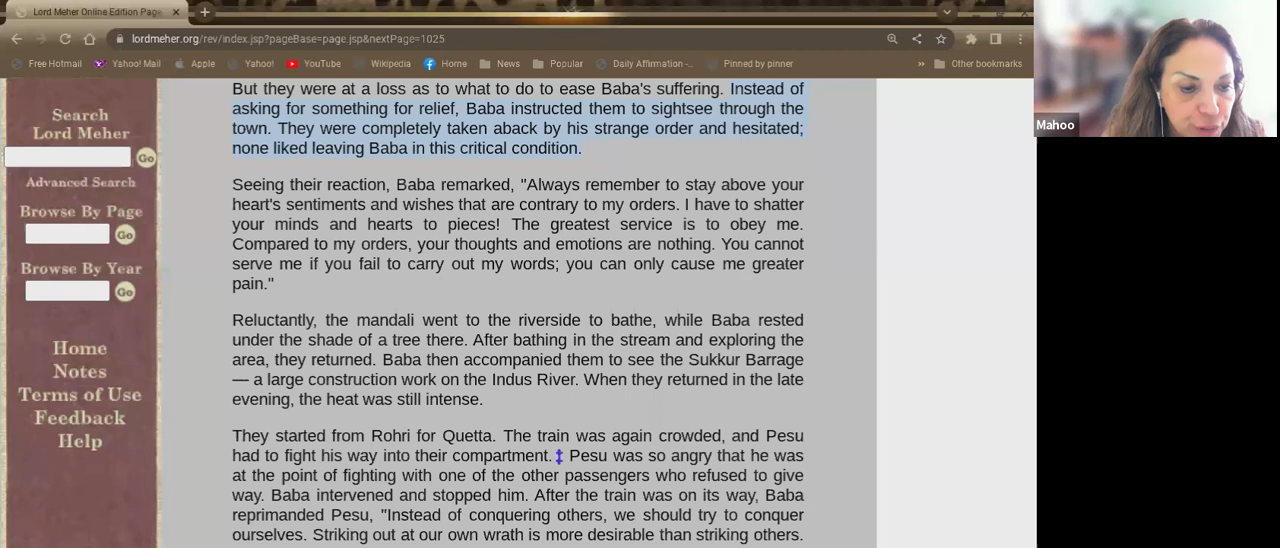 Lord Meher Online Edition Page
lordmeher.org/rev/index.jsp?pageBase=page.jsp&nextPage=1025
Free Hotmail Yahoo! Mail Apple Yahoo! YouTube Wikipedia Home News Popular Daily Affirmation -... Pinned by pinner » Other bookmarks
Search
Lord Meher
Go
Advanced Search
Browse By Page
Go
Browse By Year
Go
Home
Notes
Terms of Use
Feedback
Help
But they were at a loss as to what to do to ease Baba's suffering. Instead of
asking for something for relief, Baba instructed them to sightsee through the
town. They were completely taken aback by his strange order and hesitated;
none liked leaving Baba in this critical condition.
Seeing their reaction, Baba remarked, "Always remember to stay above your
heart's sentiments and wishes that are contrary to my orders. I have to shatter
your minds and hearts to pieces! The greatest service is to obey me.
Compared to my orders, your thoughts and emotions are nothing. You cannot
serve me if you fail to carry out my words; you can only cause me greater
pain."
Reluctantly, the mandali went to the riverside to bathe, while Baba rested
under the shade of a tree there. After bathing in the stream and exploring the
area, they returned. Baba then accompanied them to see the Sukkur Barrage
— a large construction work on the Indus River. When they returned in the late
evening, the heat was still intense.
They started from Rohri for Quetta. The train was again crowded, and Pesu
had to fight his way into their compartment. Pesu was so angry that he was
at the point of fighting with one of the other passengers who refused to give
way. Baba intervened and stopped him. After the train was on its way, Baba
reprimanded Pesu, "Instead of conquering others, we should try to conquer
ourselves. Striking out at our own wrath is more desirable than striking others.
Mahoo